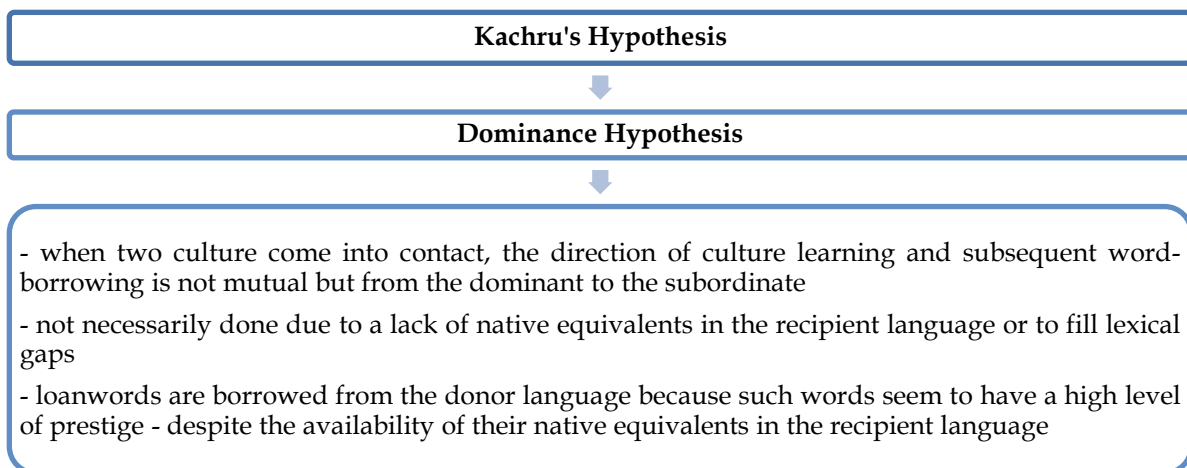 Kachru's Hypothesis
Dominance Hypothesis
- when two culture come into contact, the direction of culture learning and subsequent word-
borrowing is not mutual but from the dominant to the subordinate
- not necessarily done due to a lack of native equivalents in the recipient language or to fill lexical
gaps
- loanwords are borrowed from the donor language because such words seem to have a high level
of prestige - despite the availability of their native equivalents in the recipient language